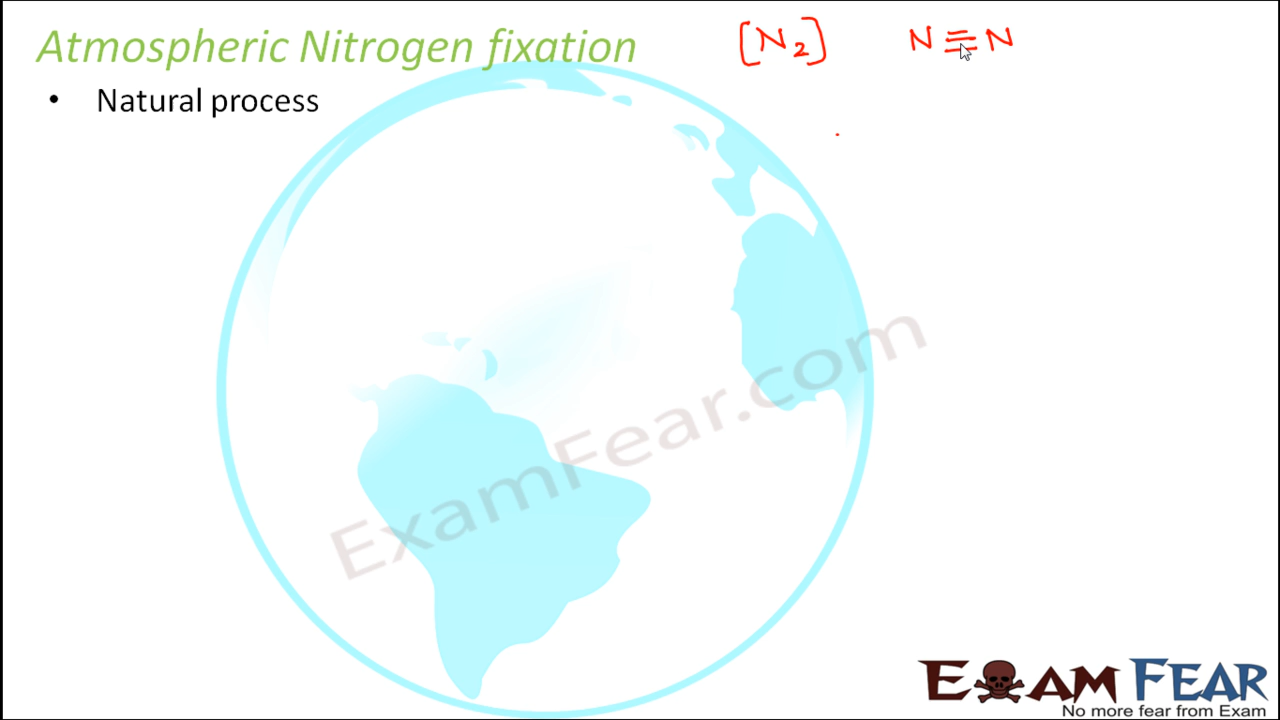 Atmospheric Nitrogen fixation [N₂] N≡N
• Natural process
ExamFear.com
EXAM FEAR
No more fear from Exam